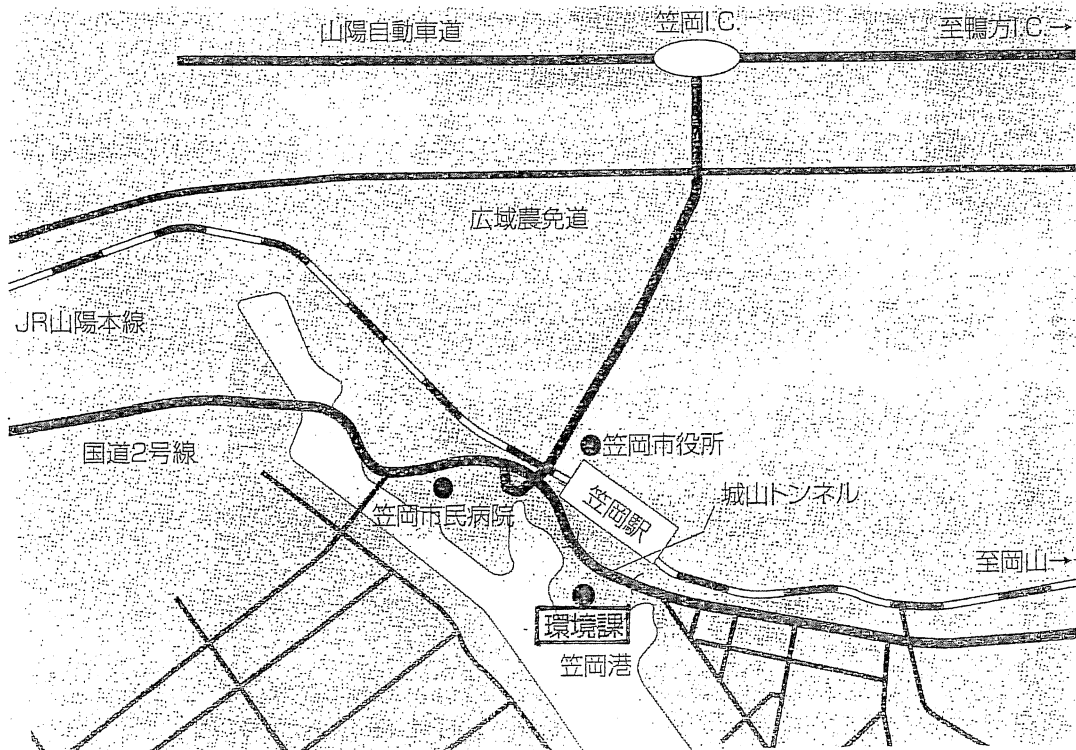 山陽自動車道
笠岡I.C.
至鴨方I.C.→
広域農免道
JR山陽本線
国道2号線
笠岡市役所
城山トンネル
笠岡駅
笠岡市民病院
至岡山→
環境課
笠岡港